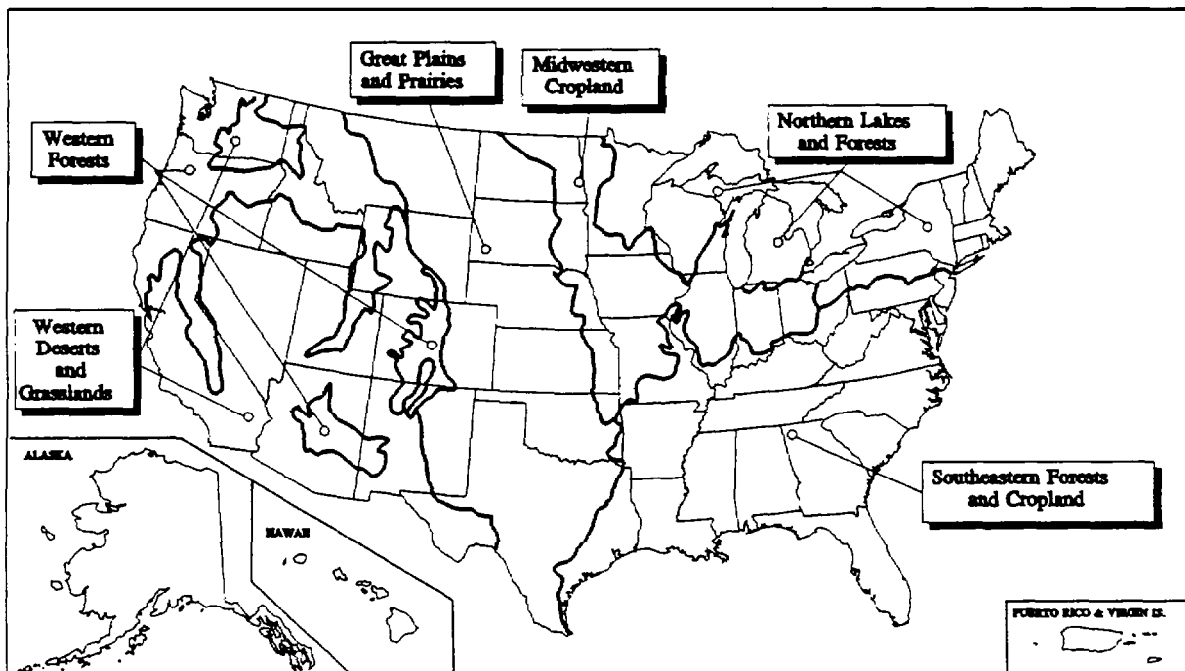 Great Plains
and Prairies
Midwestern
Cropland
Northern Lakes
and Forests
Western
Forests
Western
Deserts
and
Grasslands
Southeastern Forests
and Cropland
ALASKA
HAWAII
PUERTO RICO & VIRGIN IS.